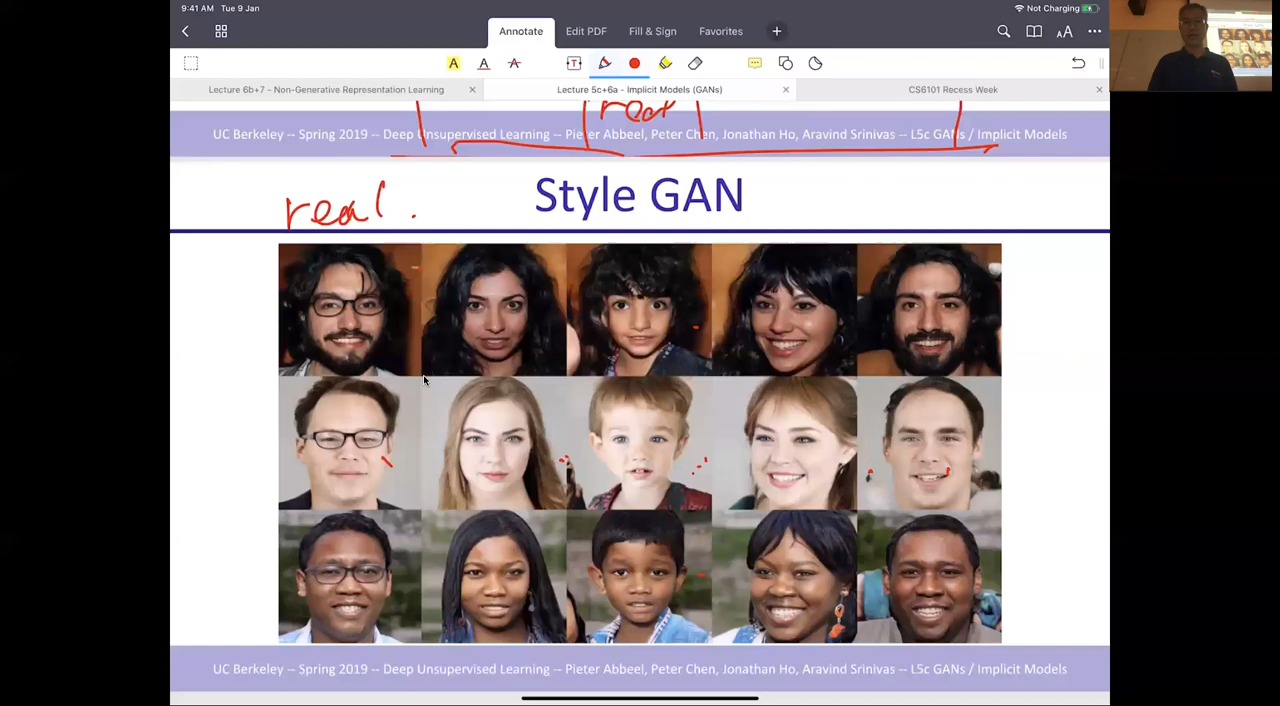 9:41 AM Tue 9 Jan
Not Charging
Annotate Edit PDF Fill & Sign Favorites +
AA
A A A T
Lecture 6b+7 - Non-Generative Representation Learning × Lecture 5c+6a - Implicit Models (GANs) × CS6101 Recess Week ×
real
UC Berkeley -- Spring 2019 -- Deep Unsupervised Learning -- Pieter Abbeel, Peter Chen, Jonathan Ho, Aravind Srinivas -- L5c GANs / Implicit Models
real.
Style GAN
UC Berkeley -- Spring 2019 -- Deep Unsupervised Learning -- Pieter Abbeel, Peter Chen, Jonathan Ho, Aravind Srinivas -- L5c GANs / Implicit Models